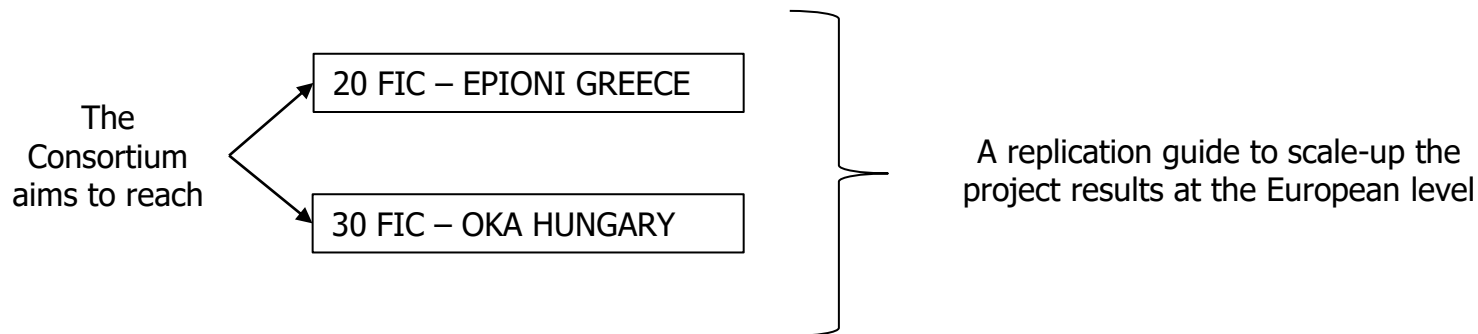 The
Consortium
aims to reach
20 FIC – EPIONI GREECE
30 FIC – OKA HUNGARY
A replication guide to scale-up the
project results at the European level